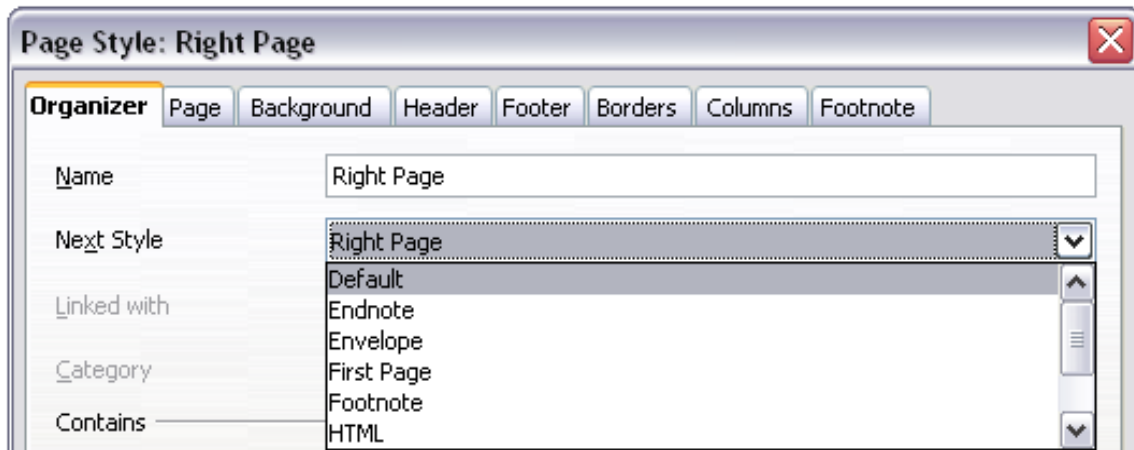 Page Style: Right Page
Organizer Page Background Header Footer Borders Columns Footnote
Name Right Page
Next Style Right Page
Default
Linked with
Endnote
Envelope
Category
First Page
Footnote
Contains
HTML